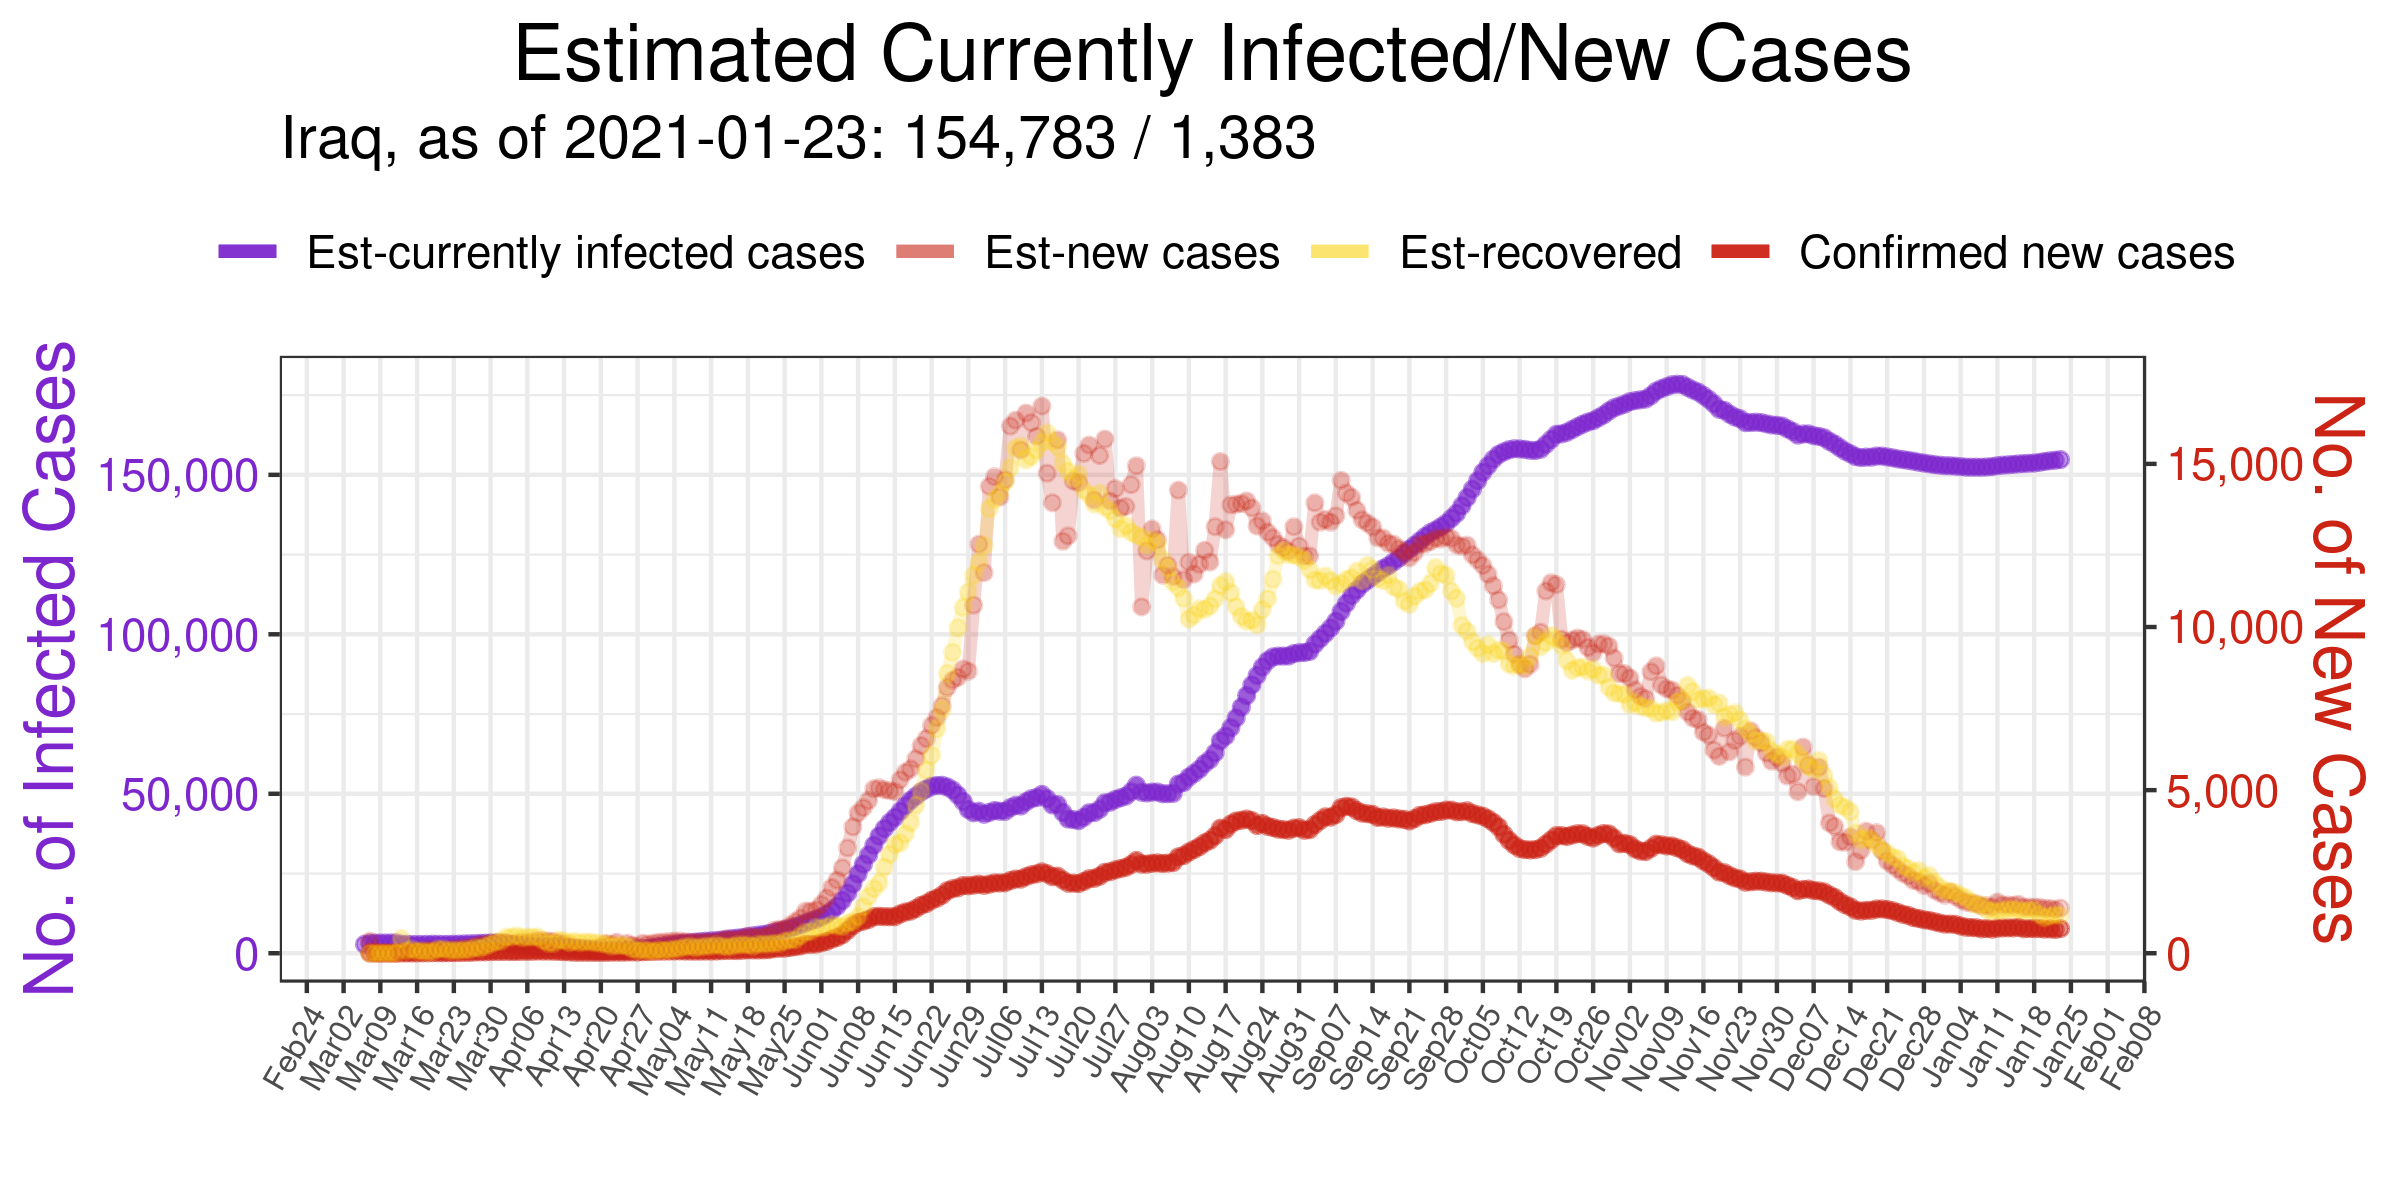 Estimated Currently Infected/New Cases
Iraq, as of 2021-01-23: 154,783 / 1,383
Est-currently infected cases Est-new cases Est-recovered Confirmed new cases
No. of Infected Cases
150,000
100,000
50,000
0
15,000
10,000
5,000
0
No. of New Cases
Feb24 Mar02 Mar09 Mar16 Mar23 Mar30 Apr06 Apr13 Apr20 Apr27 May04 May11 May18 May25 Jun01 Jun08 Jun15 Jun22 Jun29 Jul06 Jul13 Jul20 Jul27 Aug03 Aug10 Aug17 Aug24 Aug31 Sep07 Sep14 Sep21 Sep28 Oct05 Oct12 Oct19 Oct26 Nov02 Nov09 Nov16 Nov23 Nov30 Dec07 Dec14 Dec21 Dec28 Jan04 Jan11 Jan18 Jan25 Feb01 Feb08